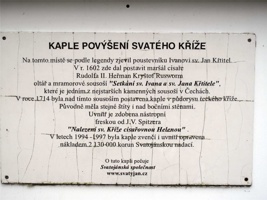 KAPLE POVÝŠENÍ SVATÉHO KŘÍŽE
Na tomto místě se podle legendy zjevil poustevníku Ivanovi sv. Jan Křtitel.
V r. 1602 zde dal postavit maršál císaře
Rudolfa II. Heřman Kryštof Russworm
oltář a mramorové sousoší "Setkání sv. Ivana a sv. Jana Křtitele",
které je jedním z nejstarších kamenných sousoší v Čechách.
V roce 1714 byla nad tímto sousoším postavena kaple v půdorysu řeckého kříže.
Původně měla stejné štíty i nad bočními stěnami.
Uvnitř je zdobena nástropní
freskou od J.V. Spitzera
"Nalezení sv. Kříže císařovnou Helenou"
V letech 1994 -1997 byla kaple zvenčí i uvnitř opravena
nákladem 2 130 000 korun Svatojánskou nadací.
O tuto kapli pečuje
Svatojánská společnost
www.svatyjan.cz